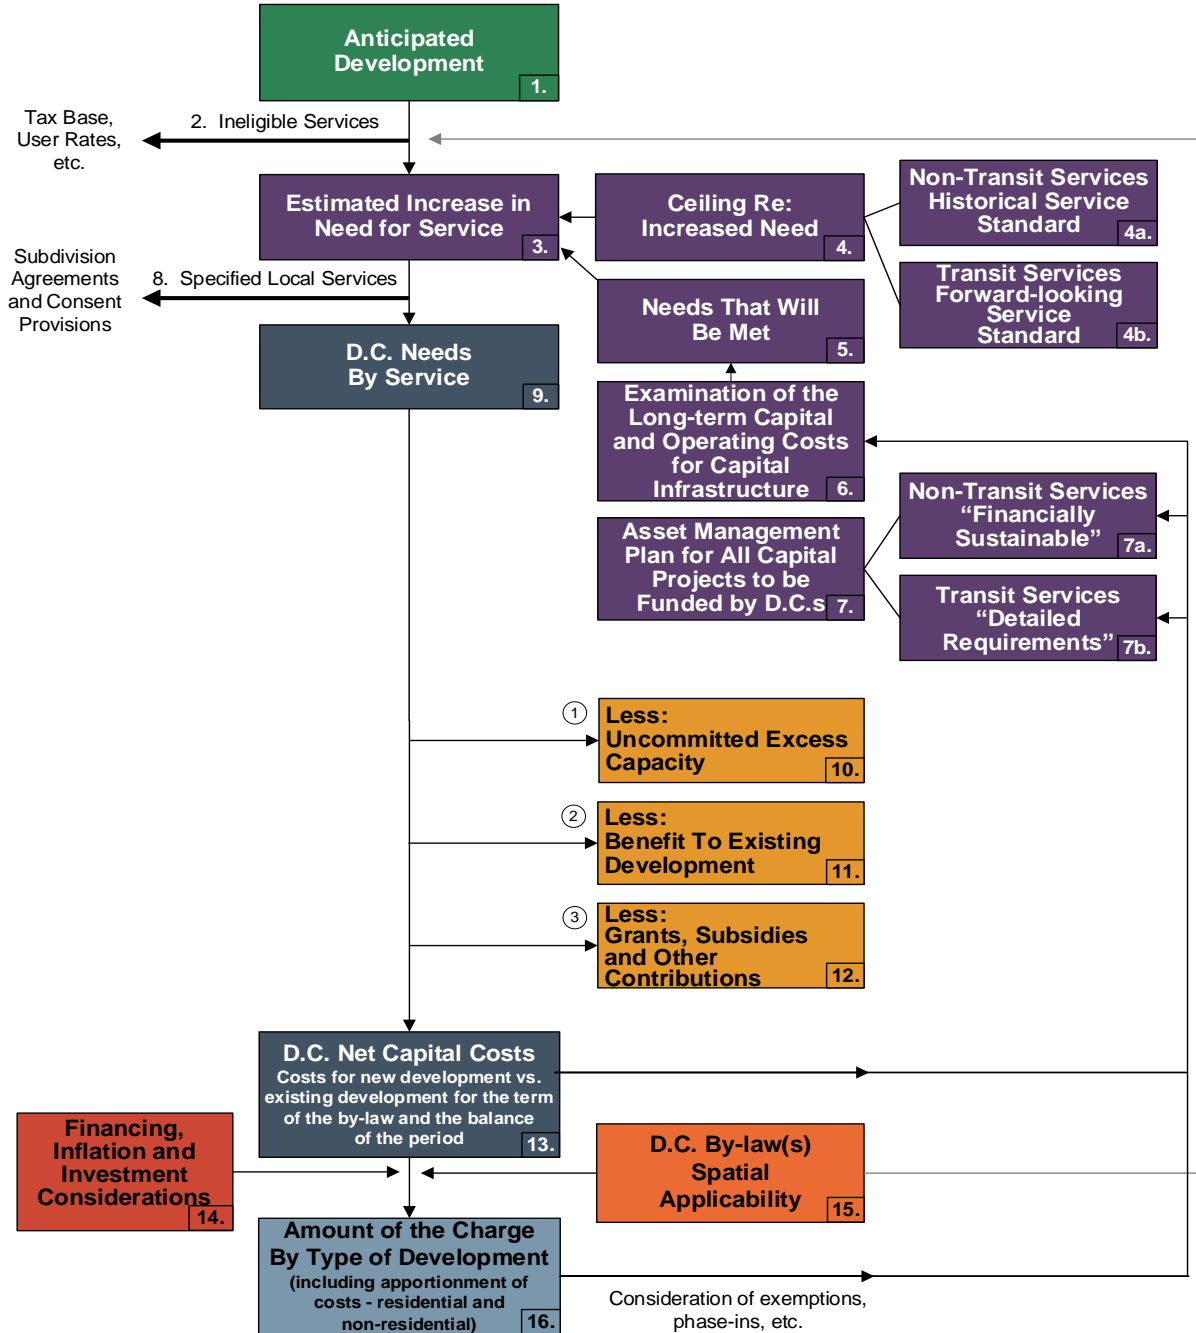 Anticipated
Development
1.
Tax Base,
User Rates,
etc.
2. Ineligible Services
Estimated Increase in
Need for Service
3.
Ceiling Re:
Increased Need
4.
Non-Transit Services
Historical Service
Standard
4a.
Transit Services
Forward-looking
Service
Standard
4b.
Subdivision
Agreements
and Consent
Provisions
8. Specified Local Services
Needs That Will
Be Met
5.
D.C. Needs
By Service
9.
Examination of the
Long-term Capital
and Operating Costs
for Capital
Infrastructure
6.
Non-Transit Services
“Financially
Sustainable”
7a.
Asset Management
Plan for All Capital
Projects to be
Funded by D.C.s
7.
Transit Services
“Detailed
Requirements”
7b.
1
Less:
Uncommitted Excess
Capacity
10.
2
Less:
Benefit To Existing
Development
11.
3
Less:
Grants, Subsidies
and Other
Contributions
12.
D.C. Net Capital Costs
Costs for new development vs.
existing development for the term
of the by-law and the balance
of the period
13.
Financing,
Inflation and
Investment
Considerations
14.
D.C. By-law(s)
Spatial
Applicability
15.
Amount of the Charge
By Type of Development
(including apportionment of
costs - residential and
non-residential)
16.
Consideration of exemptions,
phase-ins, etc.